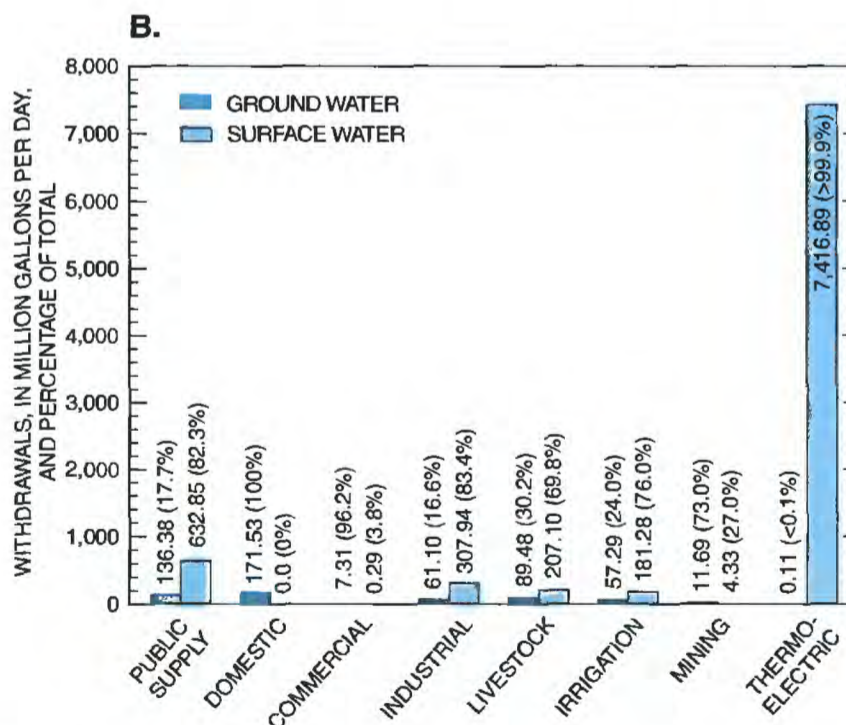 B.
WITHDRAWALS, IN MILLION GALLONS PER DAY,
AND PERCENTAGE OF TOTAL
8,000
7,000
6,000
5,000
4,000
3,000
2,000
1,000
0
GROUND WATER
SURFACE WATER
136.38 (17.7%)
632.85 (82.3%)
171.53 (100%)
0.0 (0%)
7.31 (96.2%)
0.29 (3.8%)
61.10 (16.6%)
307.94 (83.4%)
89.48 (30.2%)
207.10 (69.8%)
57.29 (24.0%)
181.28 (76.0%)
11.69 (73.0%)
4.33 (27.0%)
0.11 (<0.1%)
7,416.89 (>99.9%)
PUBLIC
SUPPLY
DOMESTIC
COMMERCIAL
INDUSTRIAL
LIVESTOCK
IRRIGATION
MINING
THERMO-
ELECTRIC